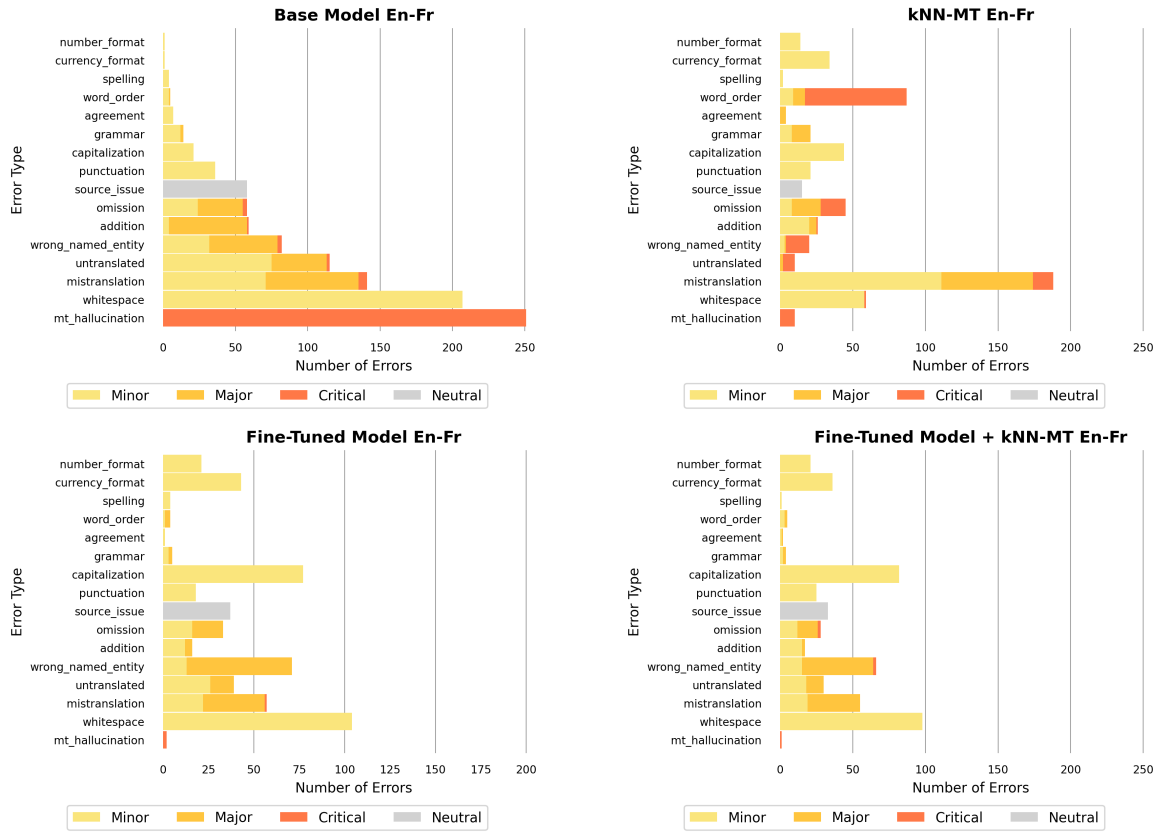 Base Model En-Fr
Error Type
number_format
currency_format
spelling
word_order
agreement
grammar
capitalization
punctuation
source_issue
omission
addition
wrong_named_entity
untranslated
mistranslation
whitespace
mt_hallucination
0 50 100 150 200 250
Number of Errors
Minor Major Critical Neutral
kNN-MT En-Fr
Error Type
number_format
currency_format
spelling
word_order
agreement
grammar
capitalization
punctuation
source_issue
omission
addition
wrong_named_entity
untranslated
mistranslation
whitespace
mt_hallucination
0 50 100 150 200 250
Number of Errors
Minor Major Critical Neutral
Fine-Tuned Model En-Fr
Error Type
number_format
currency_format
spelling
word_order
agreement
grammar
capitalization
punctuation
source_issue
omission
addition
wrong_named_entity
untranslated
mistranslation
whitespace
mt_hallucination
0 25 50 75 100 125 150 175 200
Number of Errors
Minor Major Critical Neutral
Fine-Tuned Model + kNN-MT En-Fr
Error Type
number_format
currency_format
spelling
word_order
agreement
grammar
capitalization
punctuation
source_issue
omission
addition
wrong_named_entity
untranslated
mistranslation
whitespace
mt_hallucination
0 50 100 150 200 250
Number of Errors
Minor Major Critical Neutral